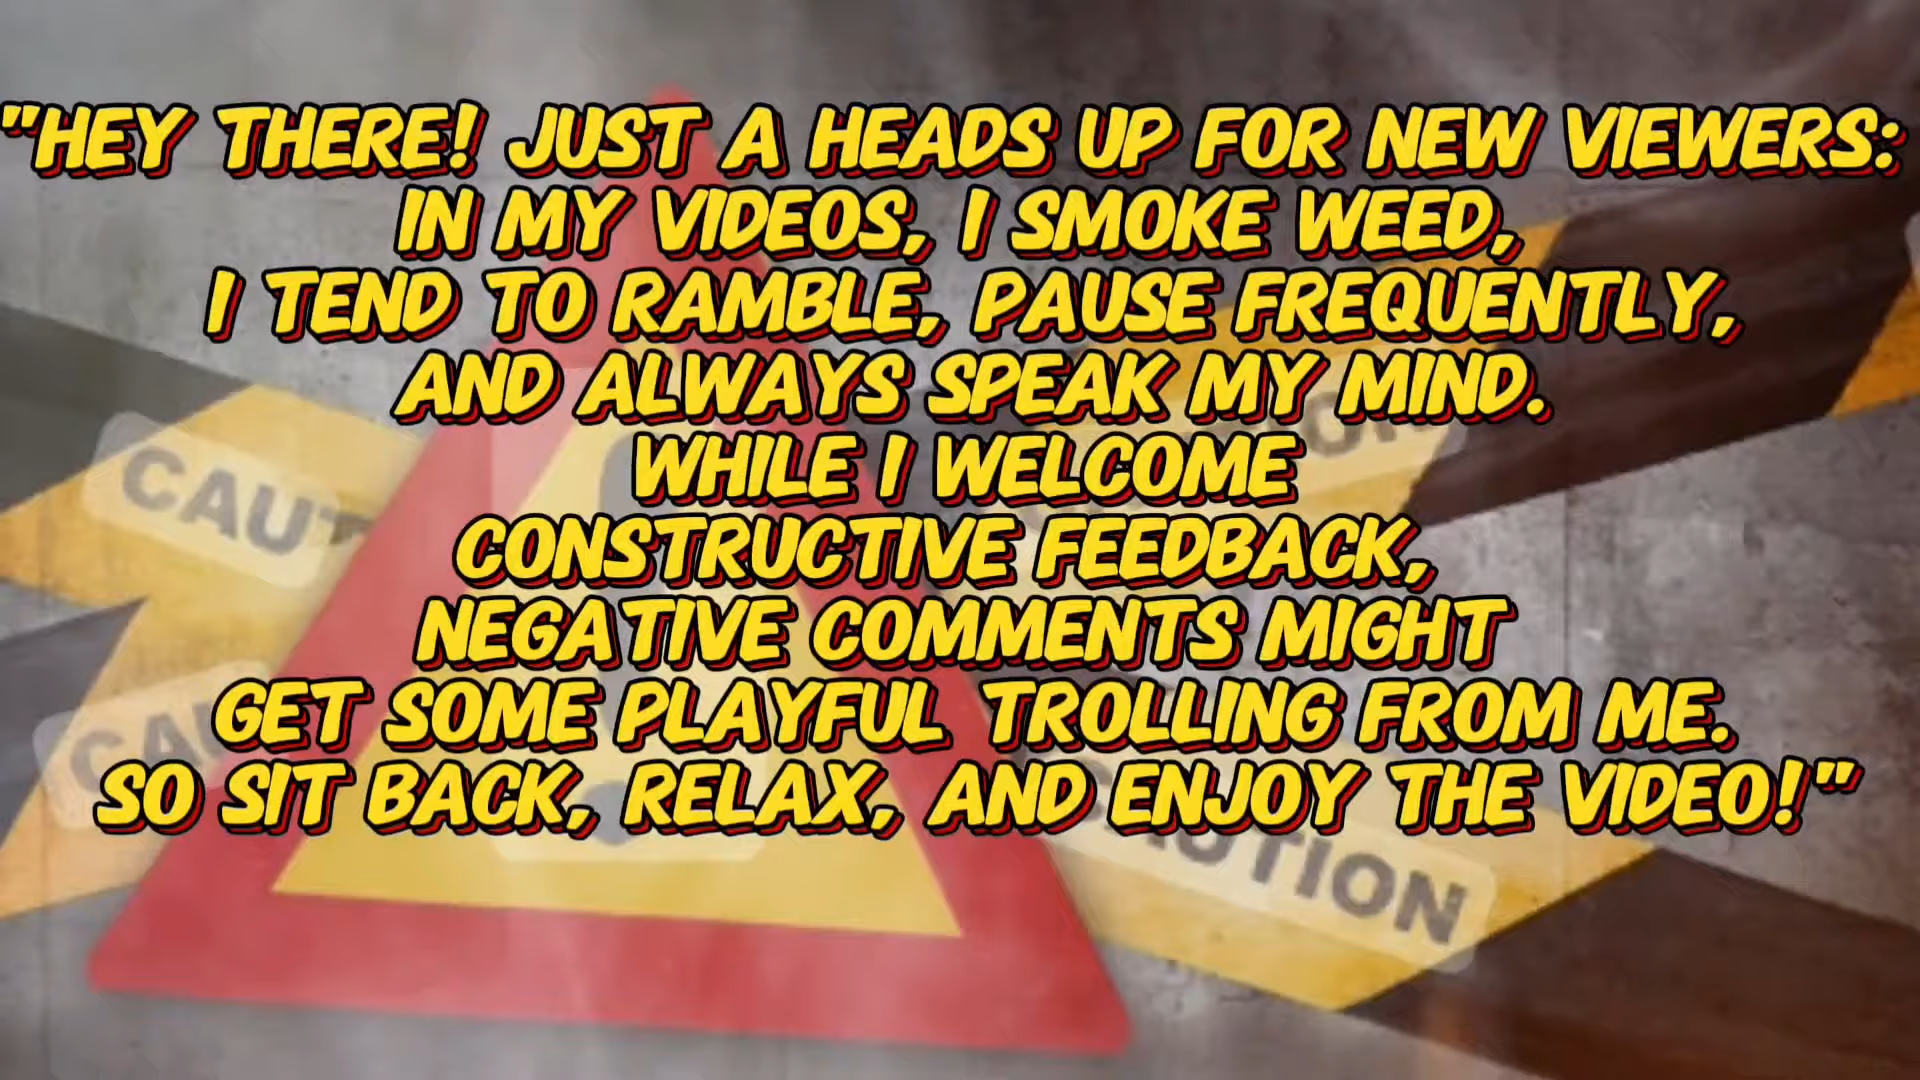 "HEY THERE! JUST A HEADS UP FOR NEW VIEWERS:
IN MY VIDEOS, I SMOKE WEED,
I TEND TO RAMBLE, PAUSE FREQUENTLY,
AND ALWAYS SPEAK MY MIND.
WHILE I WELCOME
CONSTRUCTIVE FEEDBACK,
NEGATIVE COMMENTS MIGHT
GET SOME PLAYFUL TROLLING FROM ME.
SO SIT BACK, RELAX, AND ENJOY THE VIDEO!"
CAUTION